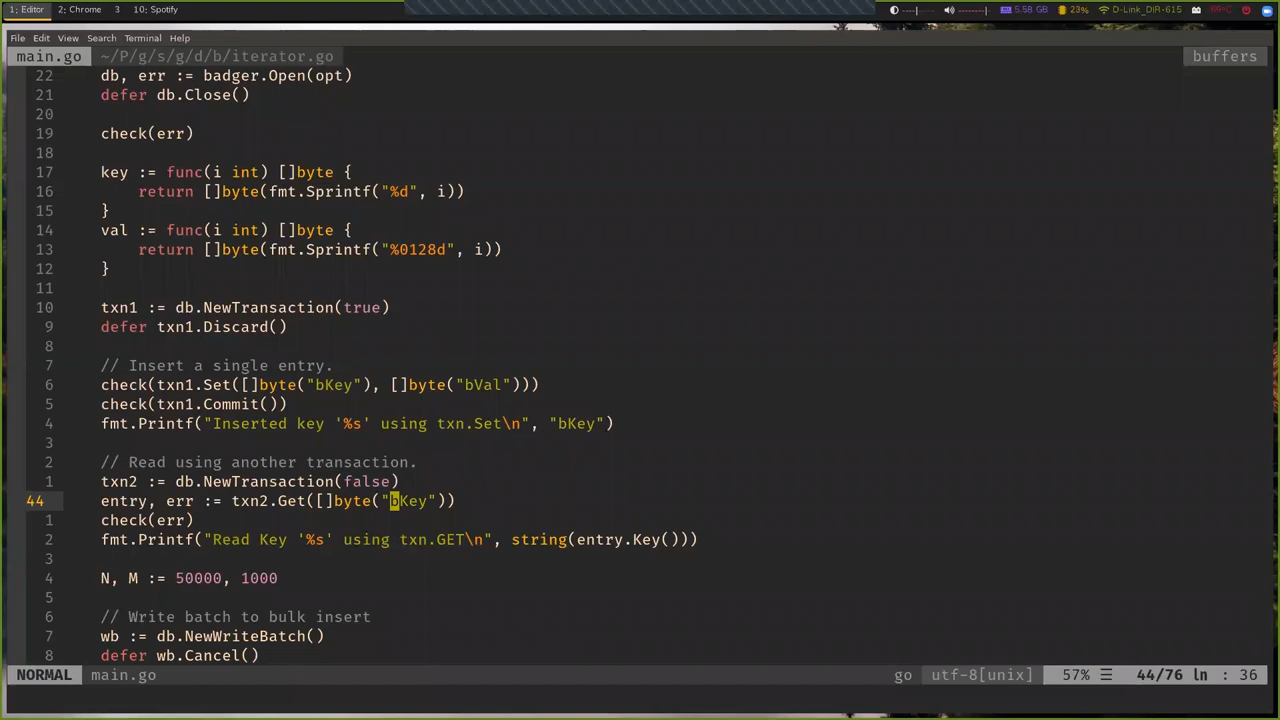 1; Editor 2; Chrome 3 10; Spotify 5.58 GB 23% D-Link_DIR-615
File Edit View Search Terminal Help
main.go ~/P/g/s/g/d/b/iterator.go buffers
22 db, err := badger.Open(opt)
21 defer db.Close()
20
19 check(err)
18
17 key := func(i int) []byte {
16 return []byte(fmt.Sprintf("%d", i))
15 }
14 val := func(i int) []byte {
13 return []byte(fmt.Sprintf("%0128d", i))
12 }
11
10 txn1 := db.NewTransaction(true)
9 defer txn1.Discard()
8
7 // Insert a single entry.
6 check(txn1.Set([]byte("bKey"), []byte("bVal")))
5 check(txn1.Commit())
4 fmt.Printf("Inserted key '%s' using txn.Set\n", "bKey")
3
2 // Read using another transaction.
1 txn2 := db.NewTransaction(false)
44 entry, err := txn2.Get([]byte("bKey"))
1 check(err)
2 fmt.Printf("Read Key '%s' using txn.GET\n", string(entry.Key()))
3
4 N, M := 50000, 1000
5
6 // Write batch to bulk insert
7 wb := db.NewWriteBatch()
8 defer wb.Cancel()
NORMAL main.go go utf-8[unix] 57% ☰ 44/76 ln : 36